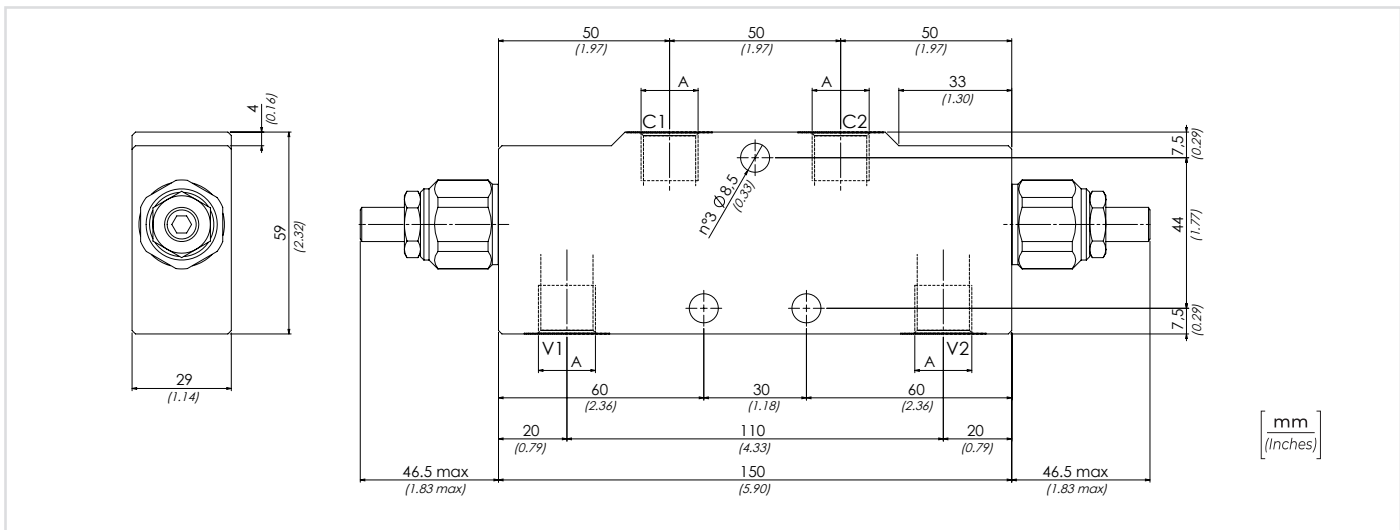 50
(1.97)
50
(1.97)
50
(1.97)
A
A
33
(1.30)
4
(0.16)
C1
C2
7,5
(0.29)
n°3 Ø8.5
(0.33)
59
(2.32)
44
(1.77)
7,5
(0.29)
V1
A
V2
A
29
(1.14)
60
(2.36)
30
(1.18)
60
(2.36)
20
(0.79)
110
(4.33)
20
(0.79)
mm
(Inches)
46.5 max
(1.83 max)
150
(5.90)
46.5 max
(1.83 max)